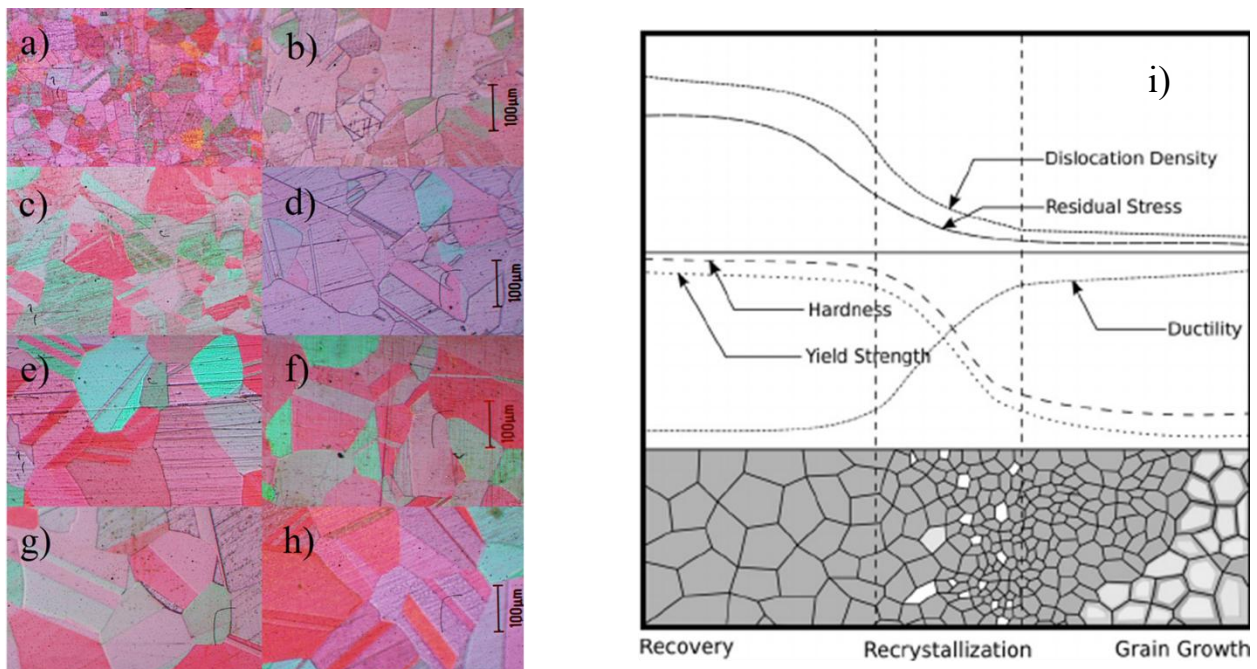 a)
b)
100μm
c)
d)
100μm
e)
f)
100μm
g)
h)
100μm
i)
Dislocation Density
Residual Stress
Hardness
Yield Strength
Ductility
Recovery
Recrystallization
Grain Growth